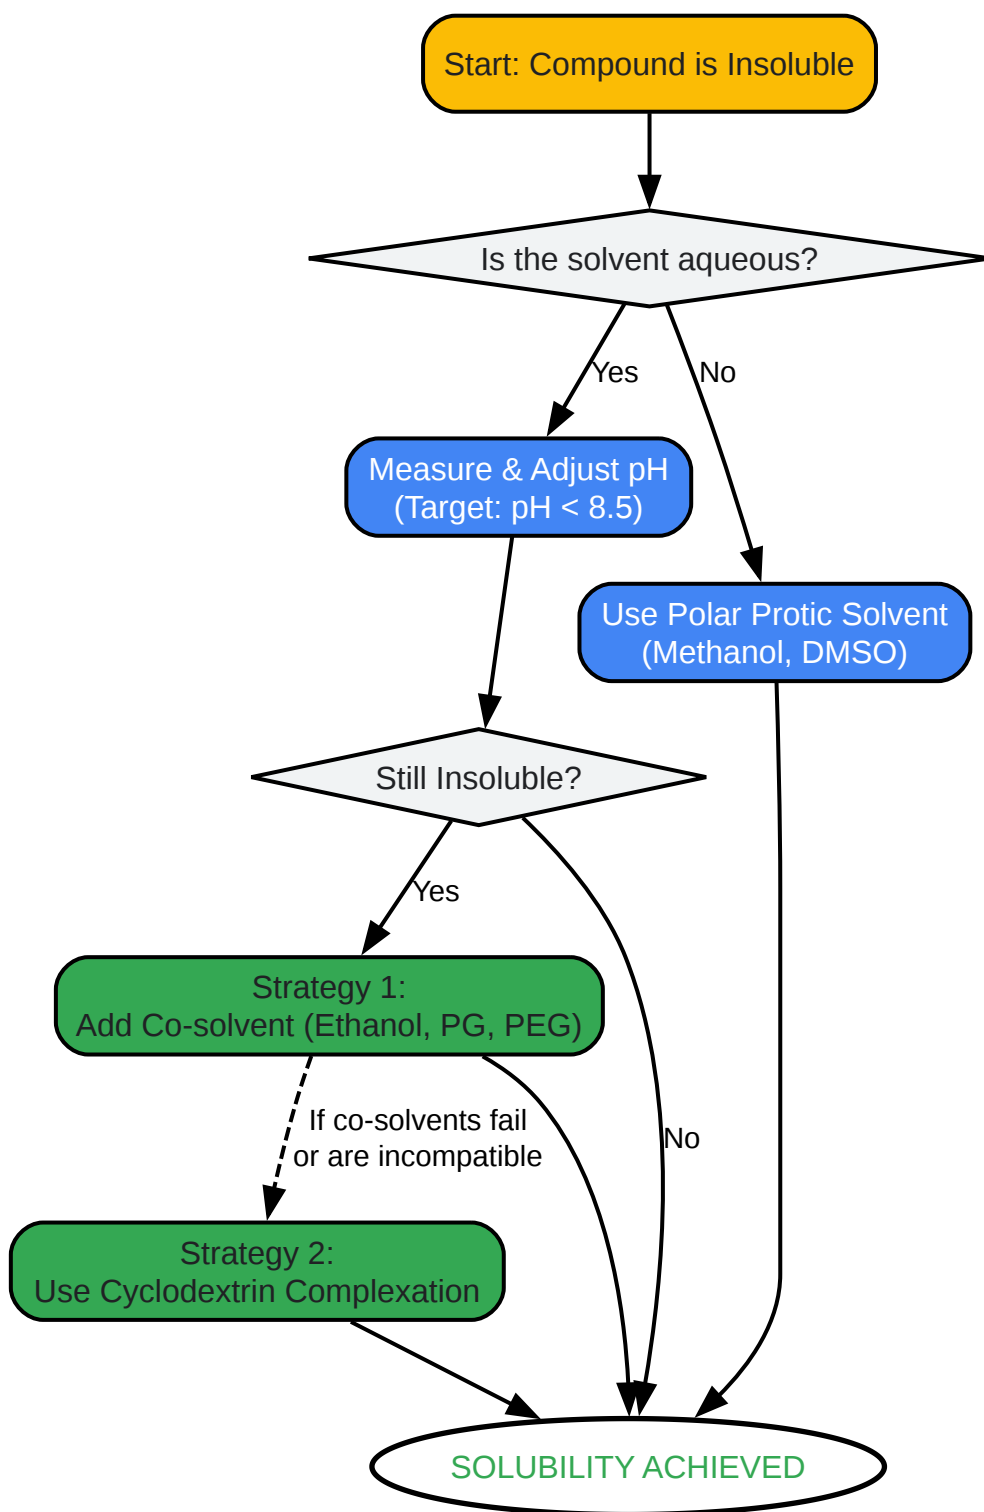 Start: Compound is Insoluble
Is the solvent aqueous?
Yes
No
Measure & Adjust pH
(Target: pH < 8.5)
Use Polar Protic Solvent
(Methanol, DMSO)
Still Insoluble?
Yes
Strategy 1:
Add Co-solvent (Ethanol, PG, PEG)
If co-solvents fail
or are incompatible
No
Strategy 2:
Use Cyclodextrin Complexation
SOLUBILITY ACHIEVED